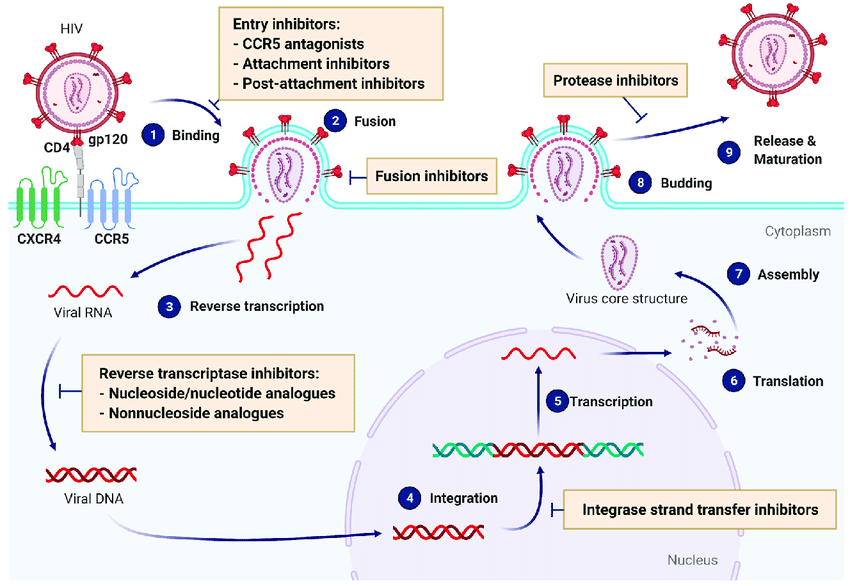 HIV
Entry inhibitors:
- CCR5 antagonists
- Attachment inhibitors
- Post-attachment inhibitors
Protease inhibitors
CD4
gp120
1 Binding
2 Fusion
Fusion inhibitors
9 Release &
Maturation
8 Budding
CXCR4
CCR5
Cytoplasm
3 Reverse transcription
Viral RNA
7 Assembly
Virus core structure
Reverse transcriptase inhibitors:
- Nucleoside/nucleotide analogues
- Nonnucleoside analogues
6 Translation
5 Transcription
Viral DNA
4 Integration
Integrase strand transfer inhibitors
Nucleus